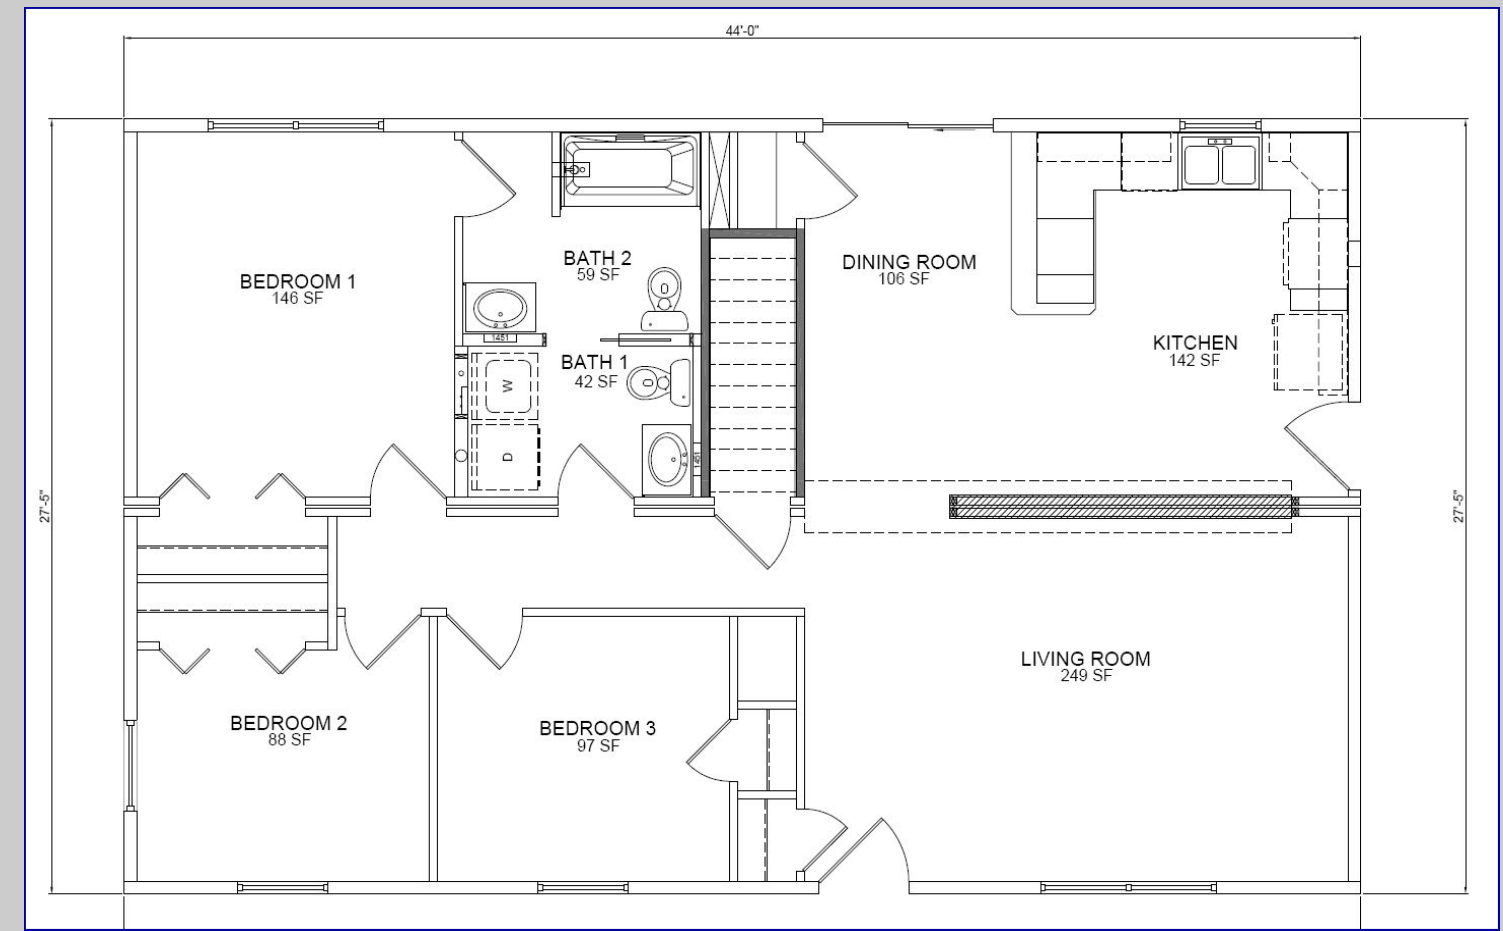 44'-0"
BEDROOM 1
146 SF
BATH 2
59 SF
DINING ROOM
106 SF
KITCHEN
142 SF
1451
BATH 1
42 SF
W
D
1451
27'-5"
27'-5"
LIVING ROOM
249 SF
BEDROOM 2
88 SF
BEDROOM 3
97 SF